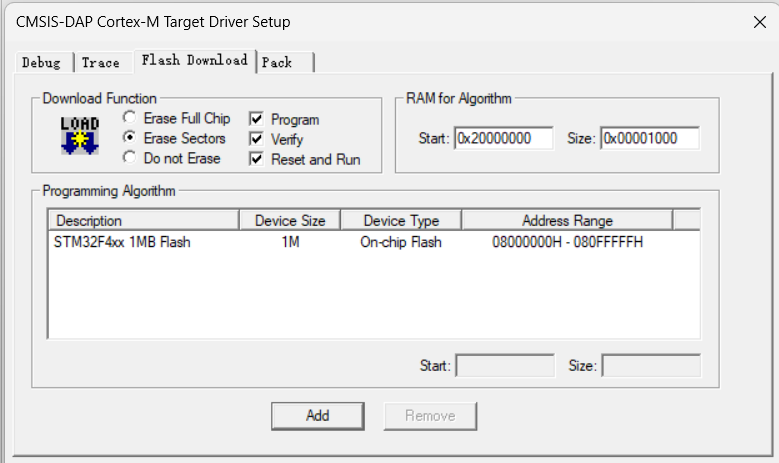 CMSIS-DAP Cortex-M Target Driver Setup
Debug Trace Flash Download Pack
Download Function
LOAD
Erase Full Chip Program
Erase Sectors Verify
Do not Erase Reset and Run
RAM for Algorithm
Start: 0x20000000 Size: 0x00001000
Programming Algorithm
Description Device Size Device Type Address Range
STM32F4xx 1MB Flash 1M On-chip Flash 08000000H - 080FFFFFH
Start: Size:
Add Remove